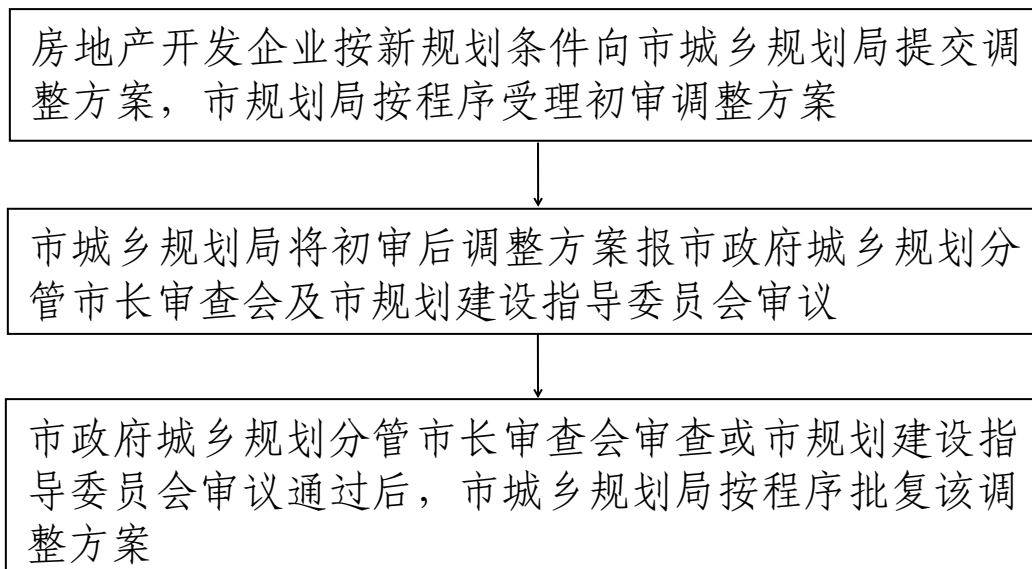 房地产开发企业按新规划条件向市城乡规划局提交调
整方案，市规划局按程序受理初审调整方案
市城乡规划局将初审后调整方案报市政府城乡规划分
管市长审查会及市规划建设指导委员会审议
市政府城乡规划分管市长审查会审查或市规划建设指
导委员会审议通过后，市城乡规划局按程序批复该调
整方案